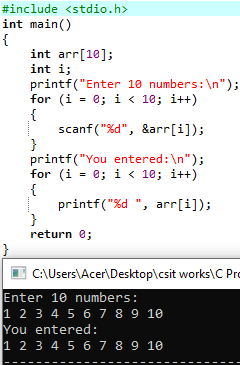 #include <stdio.h>
int main()
{
    int arr[10];
    int i;
    printf("Enter 10 numbers:\n");
    for (i = 0; i < 10; i++)
    {
        scanf("%d", &arr[i]);
    }
    printf("You entered:\n");
    for (i = 0; i < 10; i++)
    {
        printf("%d ", arr[i]);
    }
    return 0;
}
C:\Users\Acer\Desktop\csit works\C Pro
Enter 10 numbers:
1 2 3 4 5 6 7 8 9 10
You entered:
1 2 3 4 5 6 7 8 9 10
--------------------------------